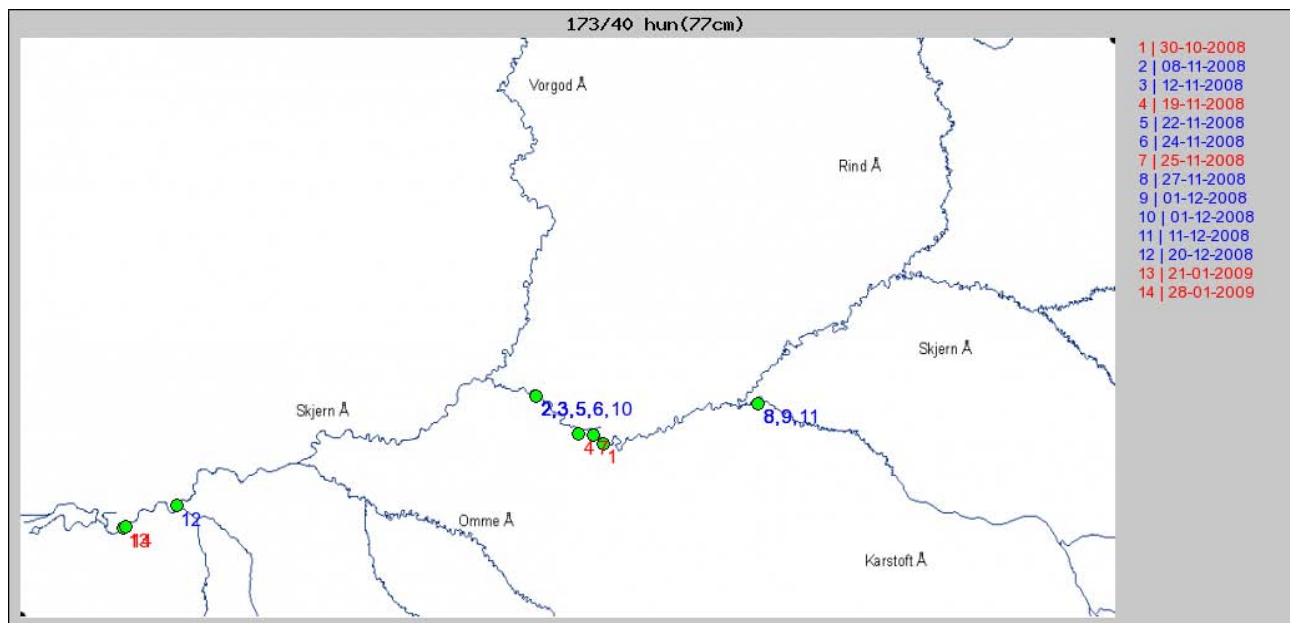 173/40 hun(77cm)
1 | 30-10-2008
2 | 08-11-2008
3 | 12-11-2008
4 | 19-11-2008
5 | 22-11-2008
6 | 24-11-2008
7 | 25-11-2008
8 | 27-11-2008
9 | 01-12-2008
10 | 01-12-2008
11 | 11-12-2008
12 | 20-12-2008
13 | 21-01-2009
14 | 28-01-2009
Vorgod Å
Rind Å
Skjern Å
Skjern Å
2,3,5,6,10
8,9,11
4 7 1
12
Omme Å
Karstoft Å